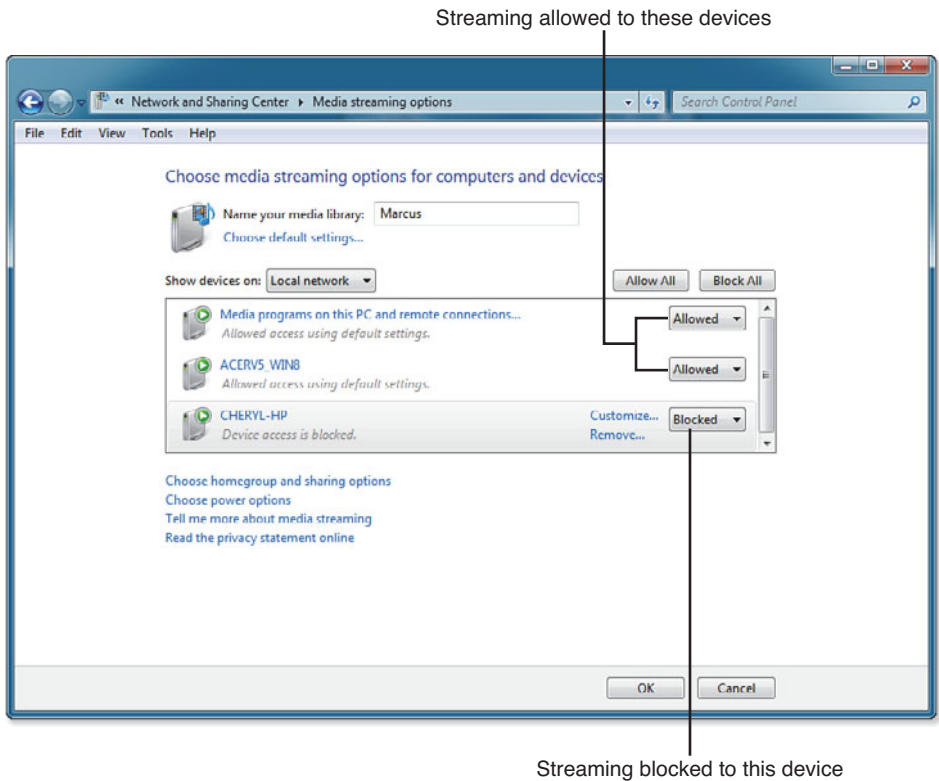 Streaming allowed to these devices
« Network and Sharing Center ▸ Media streaming options
Search Control Panel
File Edit View Tools Help
Choose media streaming options for computers and devices
Name your media library: Marcus
Choose default settings...
Show devices on: Local network
Allow All Block All
Media programs on this PC and remote connections...
Allowed access using default settings.
Allowed
ACERV5_WIN8
Allowed access using default settings.
Allowed
CHERYL-HP
Device access is blocked.
Customize...
Remove...
Blocked
Choose homegroup and sharing options
Choose power options
Tell me more about media streaming
Read the privacy statement online
OK Cancel
Streaming blocked to this device